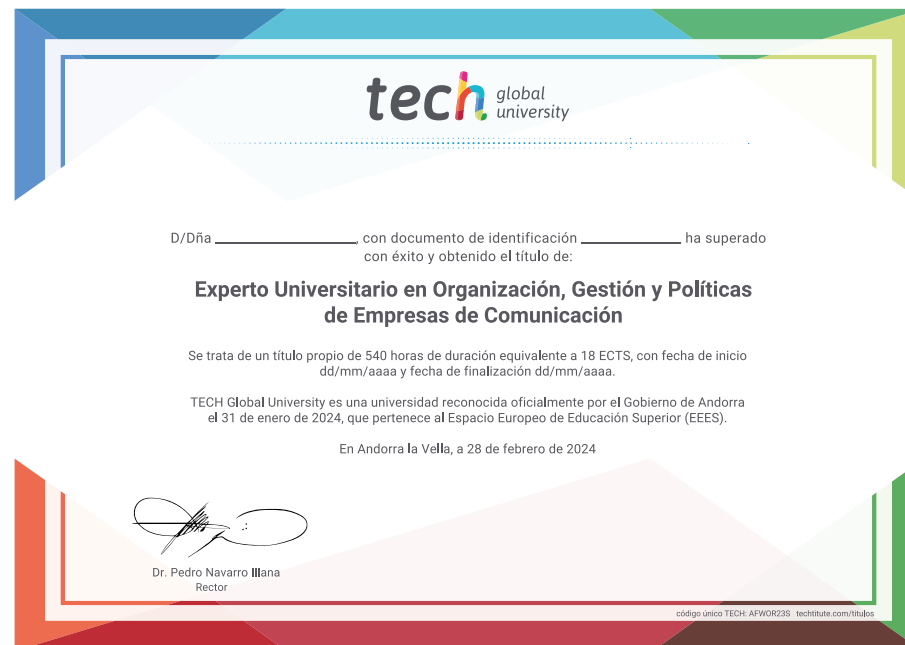 tech global
university
D/Dña ______________, con documento de identificación __________ ha superado
con éxito y obtenido el título de:
Experto Universitario en Organización, Gestión y Políticas
de Empresas de Comunicación
Se trata de un título propio de 540 horas de duración equivalente a 18 ECTS, con fecha de inicio
dd/mm/aaaa y fecha de finalización dd/mm/aaaa.
TECH Global University es una universidad reconocida oficialmente por el Gobierno de Andorra
el 31 de enero de 2024, que pertenece al Espacio Europeo de Educación Superior (EEES).
En Andorra la Vella, a 28 de febrero de 2024
Dr. Pedro Navarro Illana
Rector
código único TECH: AFWOR23S techtitute.com/titulos